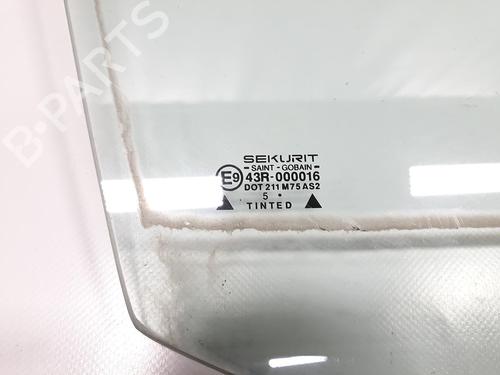 B-PARTS
SEKURIT
SAINT - GOBAIN
E9 43R-000016
DOT 211 M75 AS2
5 •
TINTED